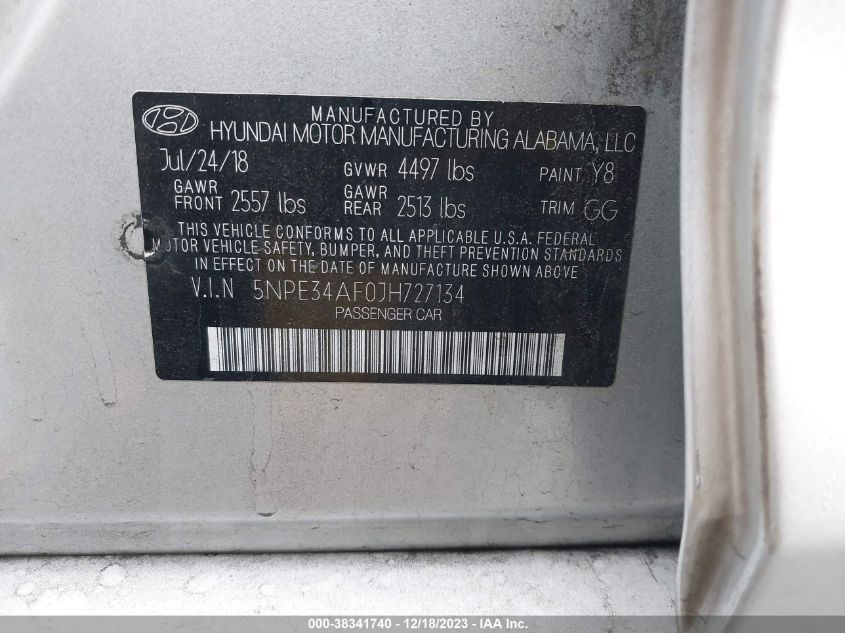 MANUFACTURED BY
HYUNDAI MOTOR MANUFACTURING ALABAMA, LLC
Jul/24/18 GVWR 4497 lbs PAINT Y8
GAWR FRONT 2557 lbs GAWR REAR 2513 lbs TRIM GG
THIS VEHICLE CONFORMS TO ALL APPLICABLE U.S.A. FEDERAL
MOTOR VEHICLE SAFETY, BUMPER, AND THEFT PREVENTION STANDARDS
IN EFFECT ON THE DATE OF MANUFACTURE SHOWN ABOVE
V.I.N 5NPE34AF0JH727134
PASSENGER CAR
000-38341740 - 12/18/2023 - IAA Inc.